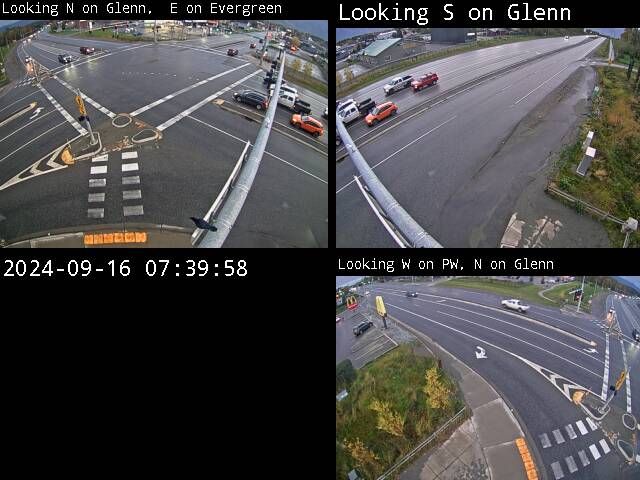 Looking N on Glenn, E on Evergreen
Looking S on Glenn
2024-09-16 07:39:58
Looking W on PW, N on Glenn